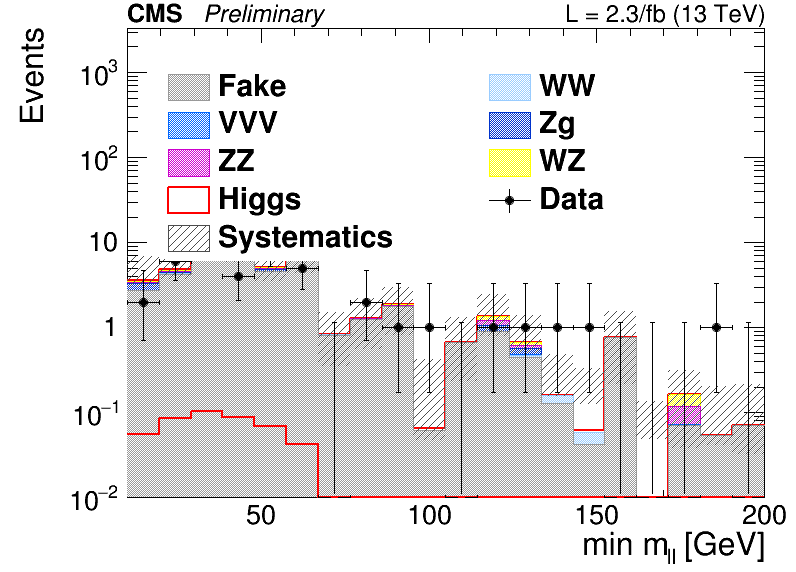 CMS Preliminary L = 2.3/fb (13 TeV)
Events
10³
10²
10
1
10⁻¹
10⁻²
Fake WW
VVV Zg
ZZ WZ
Higgs Data
Systematics
50 100 150 200
min m_ll [GeV]